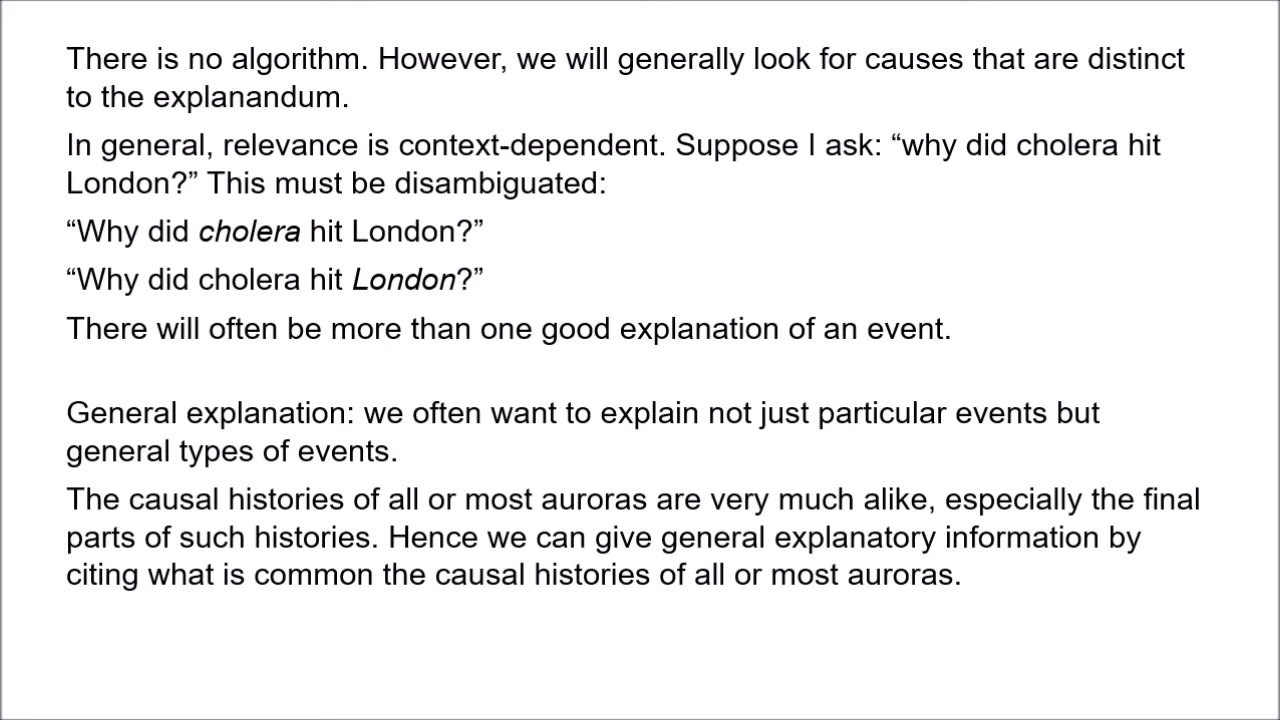 There is no algorithm. However, we will generally look for causes that are distinct
to the explanandum.
In general, relevance is context-dependent. Suppose I ask: “why did cholera hit
London?” This must be disambiguated:
“Why did cholera hit London?”
“Why did cholera hit London?”
There will often be more than one good explanation of an event.
General explanation: we often want to explain not just particular events but
general types of events.
The causal histories of all or most auroras are very much alike, especially the final
parts of such histories. Hence we can give general explanatory information by
citing what is common the causal histories of all or most auroras.